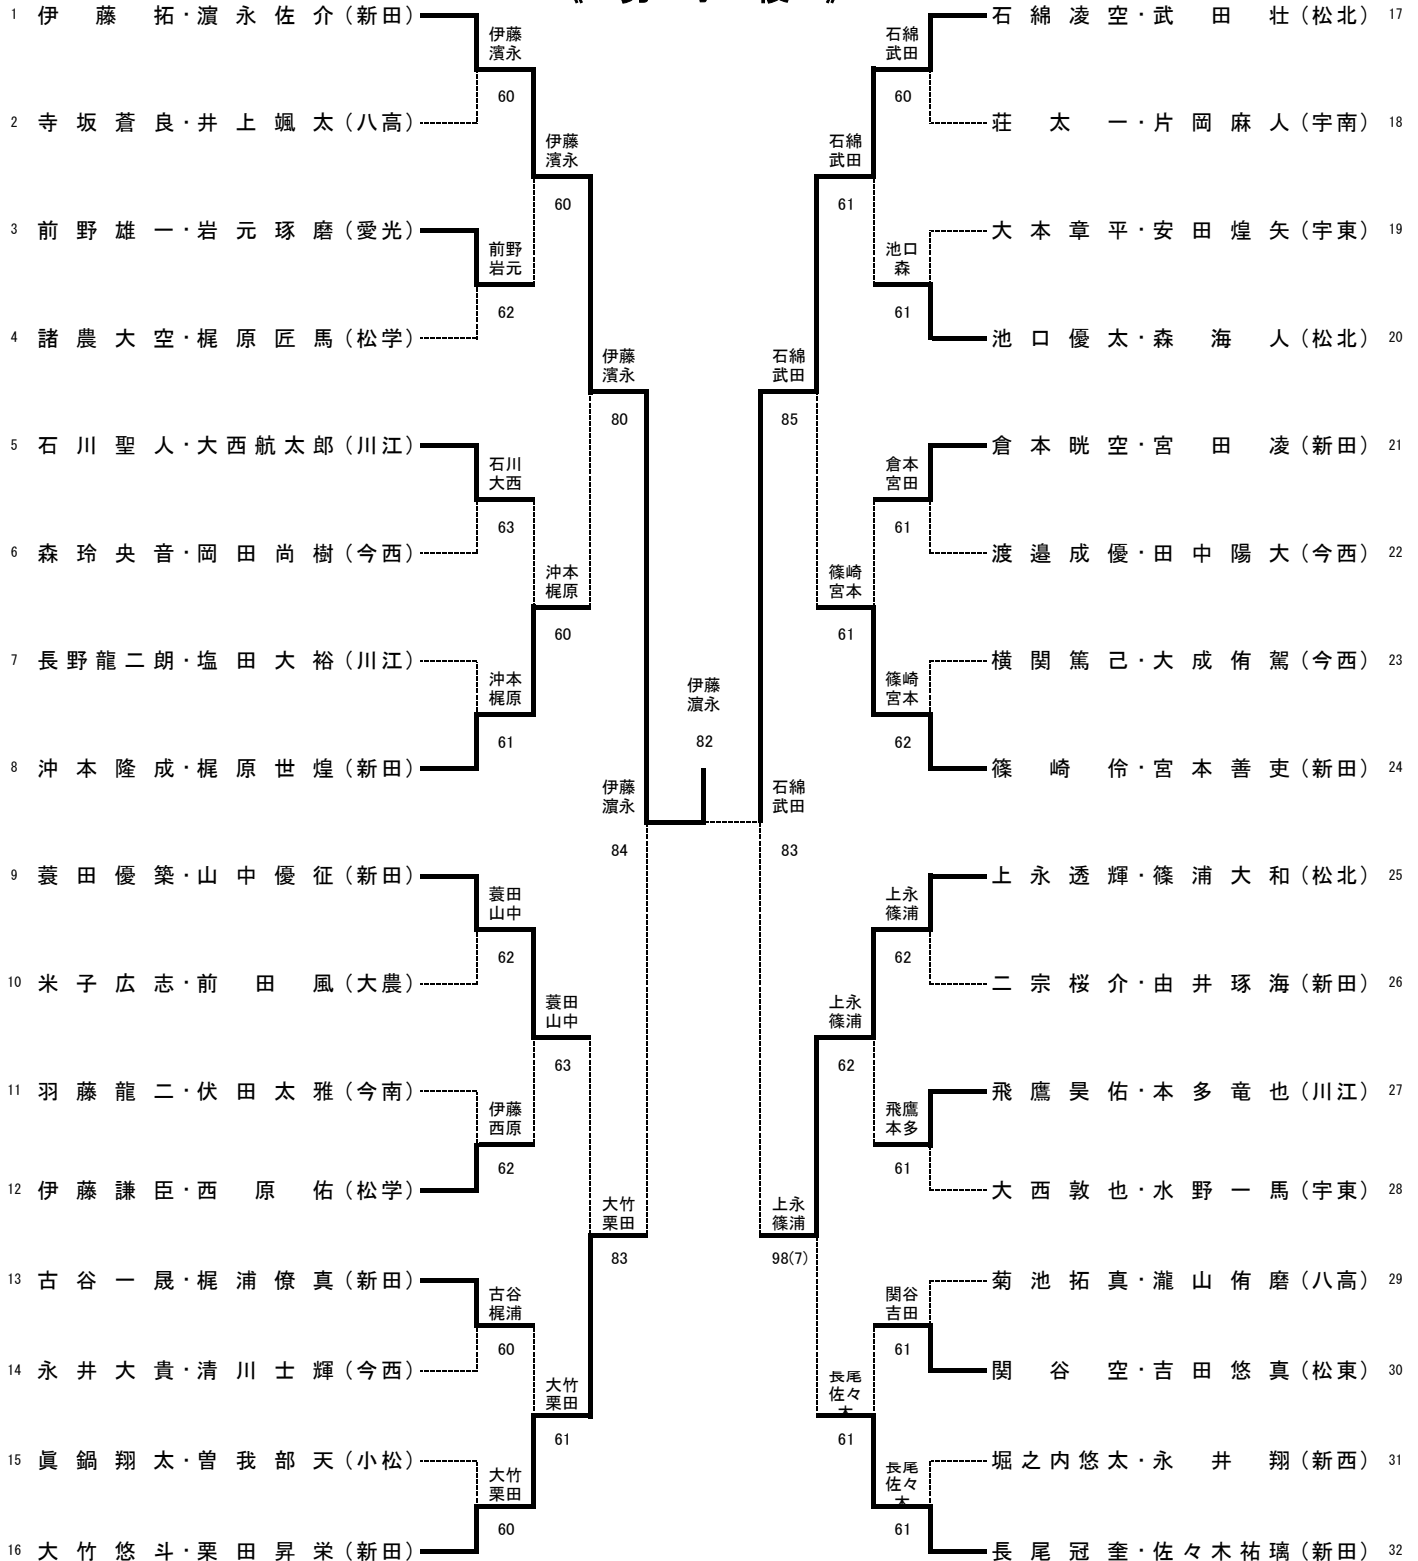 1 伊藤拓・濵永佐介(新田)
2 寺坂蒼良・井上颯太(八高)
3 前野雄一・岩元琢磨(愛光)
4 諸農大空・梶原匠馬(松学)
5 石川聖人・大西航太郎(川江)
6 森玲央音・岡田尚樹(今西)
7 長野龍二朗・塩田大裕(川江)
8 沖本隆成・梶原世煌(新田)
9 蓑田優築・山中優征(新田)
10 米子広志・前田風(大農)
11 羽藤龍二・伏田太雅(今南)
12 伊藤謙臣・西原佑(松学)
13 古谷一晟・梶浦僚真(新田)
14 永井大貴・清川士輝(今西)
15 眞鍋翔太・曽我部天(小松)
16 大竹悠斗・栗田昇栄(新田)
伊藤
濱永
60
前野
岩元
62
石川
大西
63
沖本
梶原
61
蓑田
山中
62
伊藤
西原
62
古谷
梶浦
60
大竹
栗田
60
伊藤
濱永
60
沖本
梶原
60
蓑田
山中
63
大竹
栗田
61
伊藤
濱永
80
大竹
栗田
83
伊藤
濵永
84
伊藤
濵永
82
石綿
武田
83
石綿
武田
85
上永
篠浦
98(7)
石綿
武田
61
篠崎
宮本
61
上永
篠浦
62
長尾
佐々
木
61
石綿
武田
60
池口
森
61
倉本
宮田
61
篠崎
宮本
62
上永
篠浦
62
飛鷹
本多
61
関谷
吉田
61
長尾
佐々
木
61
石綿凌空・武田壮(松北) 17
荘太一・片岡麻人(宇南) 18
大本章平・安田煌矢(宇東) 19
池口優太・森海人(松北) 20
倉本晄空・宮田凌(新田) 21
渡邉成優・田中陽大(今西) 22
横関篤己・大成侑駕(今西) 23
篠崎伶・宮本善吏(新田) 24
上永透輝・篠浦大和(松北) 25
二宗桜介・由井琢海(新田) 26
飛鷹昊佑・本多竜也(川江) 27
大西敦也・水野一馬(宇東) 28
菊池拓真・瀧山侑磨(八高) 29
関谷空・吉田悠真(松東) 30
堀之内悠太・永井翔(新西) 31
長尾冠奎・佐々木祐璃(新田) 32